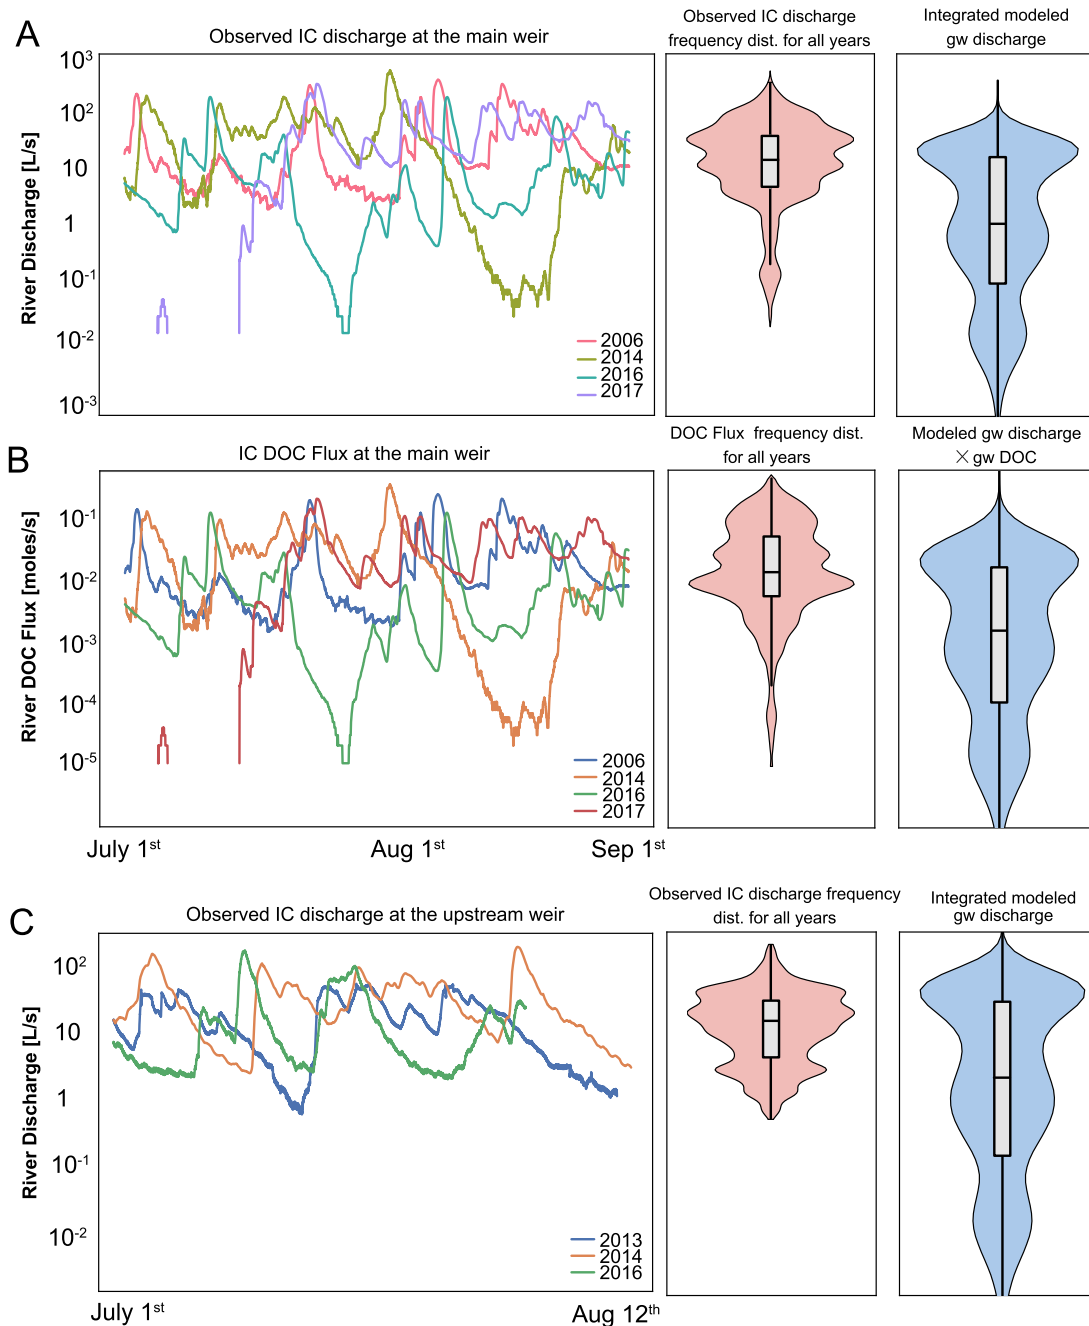 A
Observed IC discharge at the main weir
Observed IC discharge
frequency dist. for all years
Integrated modeled
gw discharge
River Discharge [L/s]
10³
10²
10
1
10⁻¹
10⁻²
10⁻³
2006
2014
2016
2017
B
IC DOC Flux at the main weir
DOC Flux frequency dist.
for all years
Modeled gw discharge
× gw DOC
River DOC Flux [moles/s]
10⁻¹
10⁻²
10⁻³
10⁻⁴
10⁻⁵
2006
2014
2016
2017
July 1ˢᵗ
Aug 1ˢᵗ
Sep 1ˢᵗ
C
Observed IC discharge at the upstream weir
Observed IC discharge frequency
dist. for all years
Integrated modeled
gw discharge
River Discharge [L/s]
10²
10
1
10⁻¹
10⁻²
2013
2014
2016
July 1ˢᵗ
Aug 12ᵗʰ